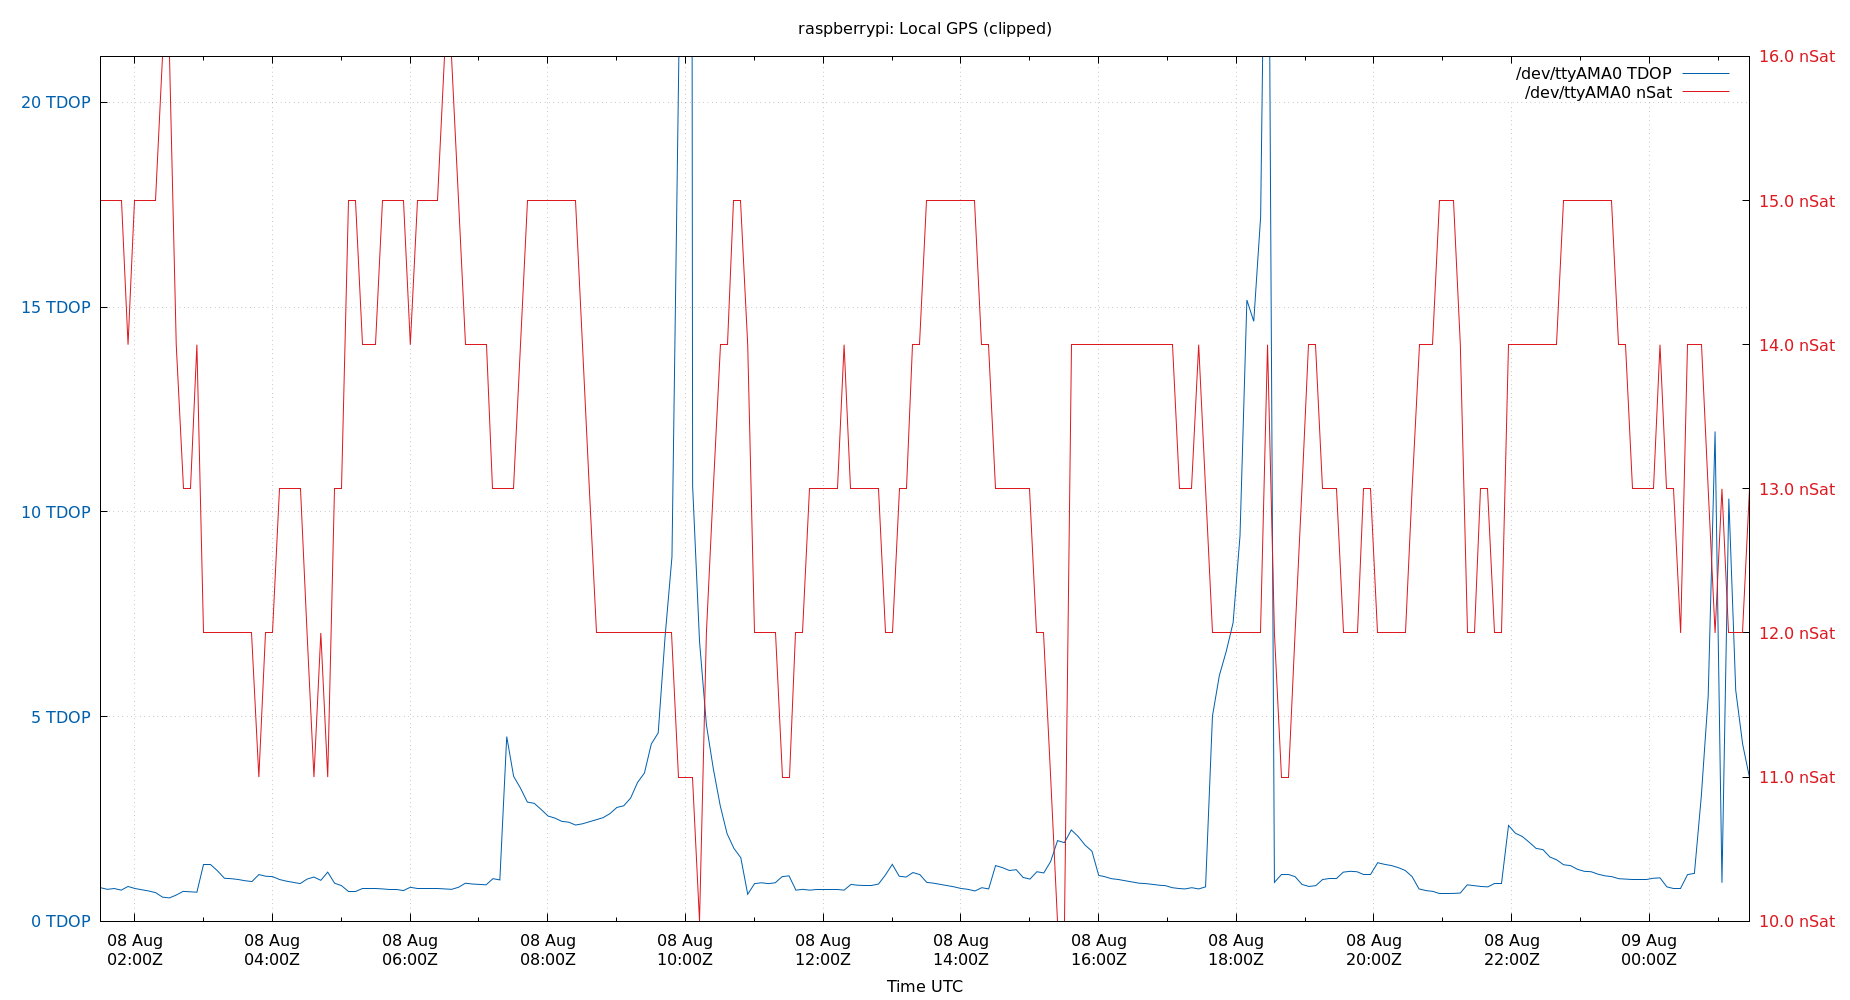 raspberrypi: Local GPS (clipped)
16.0 nSat
/dev/ttyAMA0 TDOP
/dev/ttyAMA0 nSat
20 TDOP
15.0 nSat
15 TDOP
14.0 nSat
13.0 nSat
10 TDOP
12.0 nSat
5 TDOP
11.0 nSat
0 TDOP
10.0 nSat
08 Aug 08 Aug 08 Aug 08 Aug 08 Aug 08 Aug 08 Aug 08 Aug 08 Aug 08 Aug 08 Aug 09 Aug
02:00Z 04:00Z 06:00Z 08:00Z 10:00Z 12:00Z 14:00Z 16:00Z 18:00Z 20:00Z 22:00Z 00:00Z
Time UTC